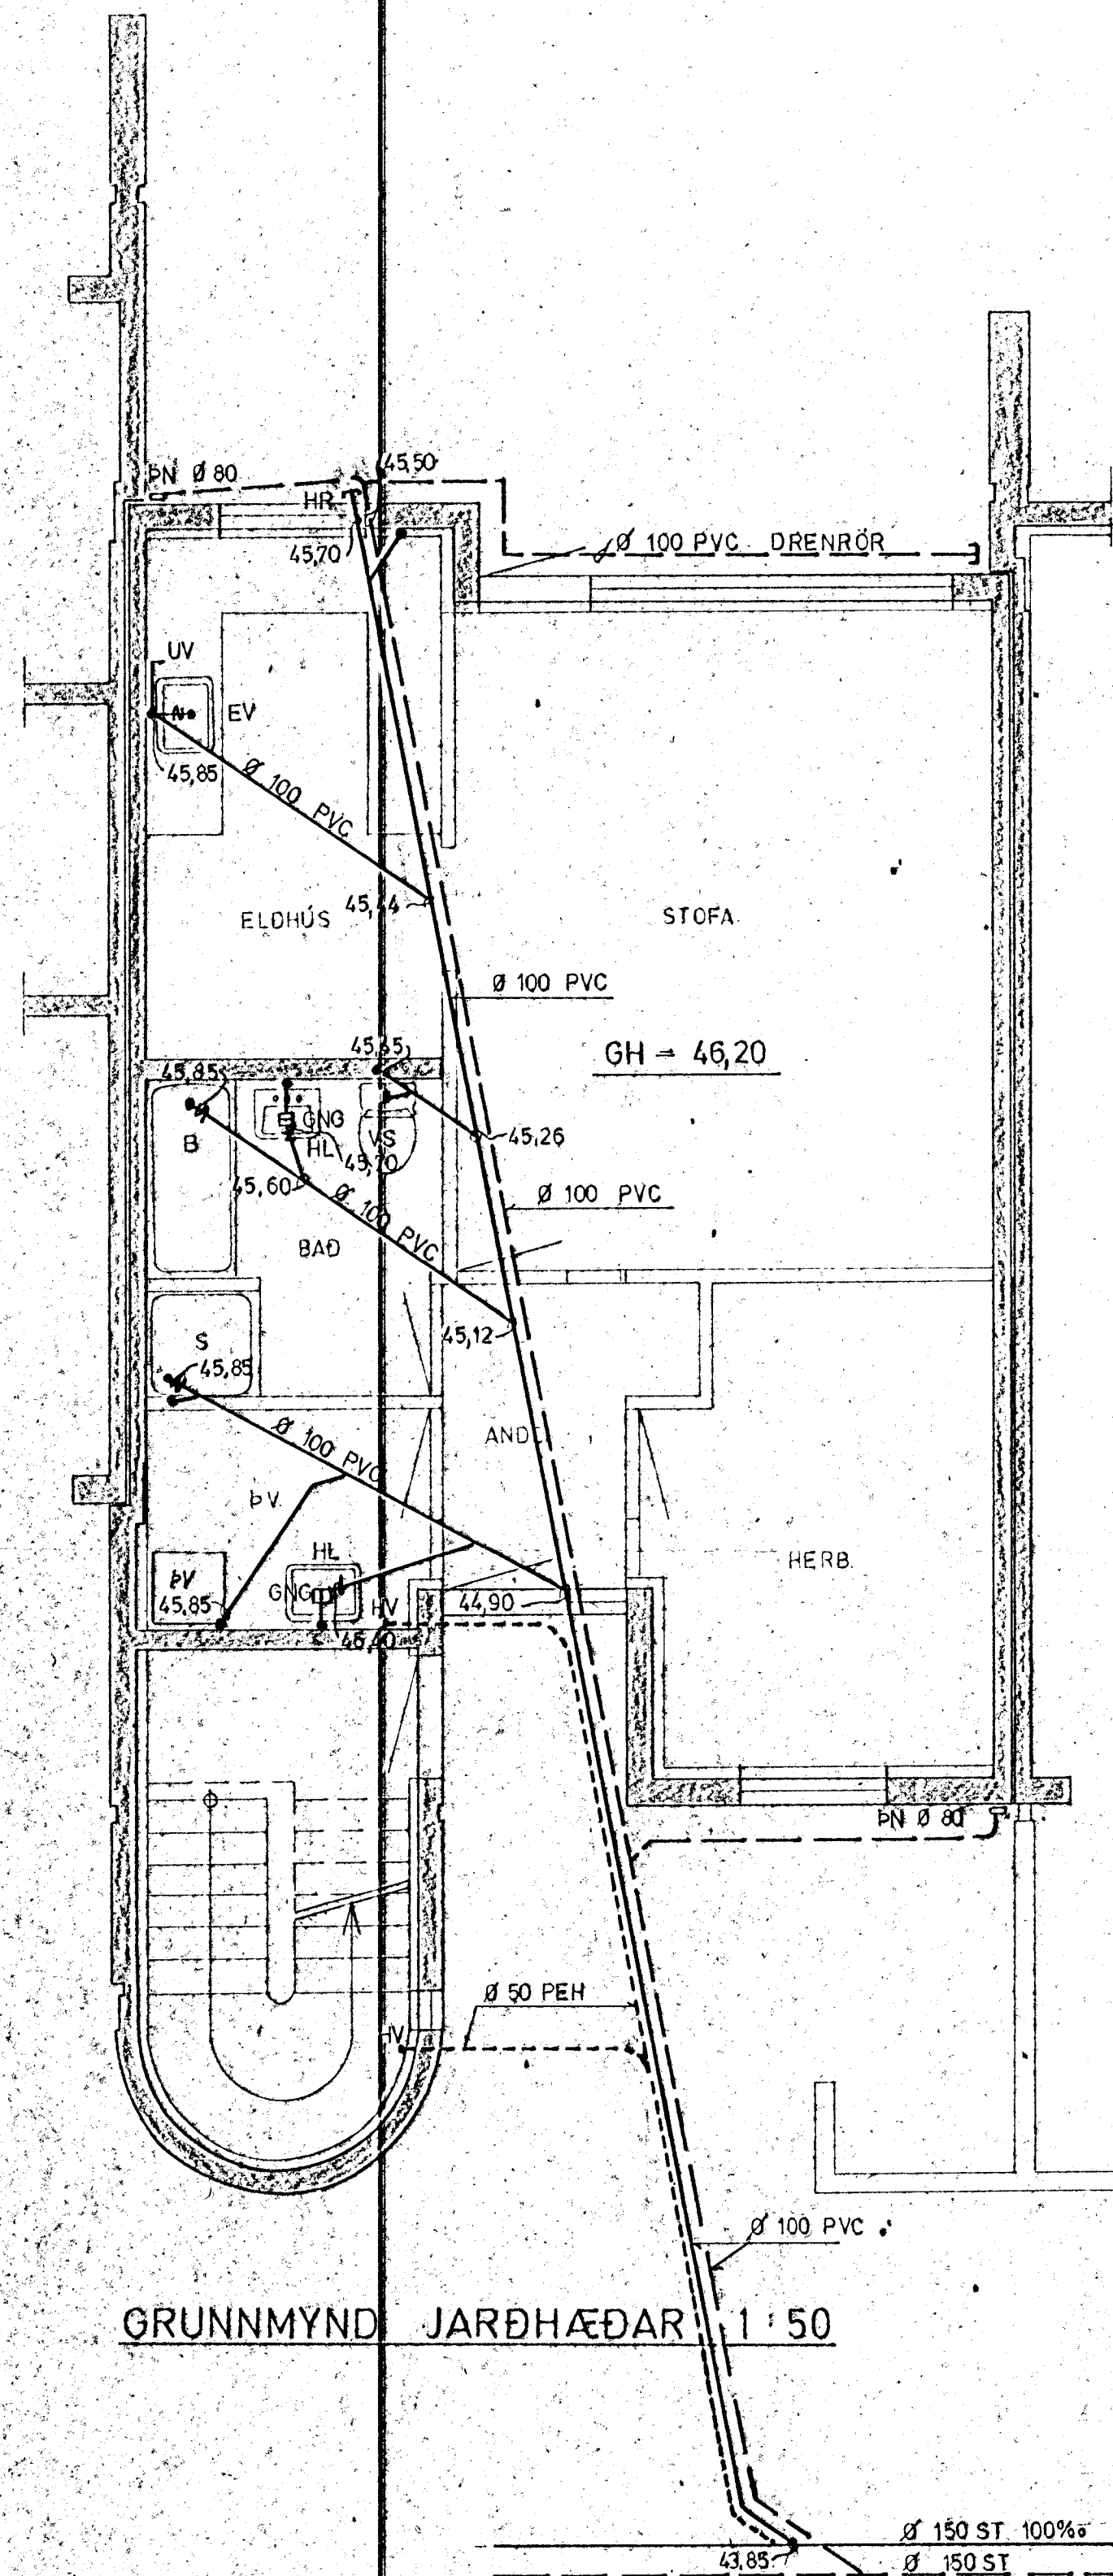 ÞN Ø 80
45,50
HR
45,70
Ø 100 PVC DRENRÖR
UV
EV
45,85
Ø 100 PVC
45,44
ELDHÚS
STOFA
Ø 100 PVC
GH = 46,20
45,85
B
GNG
HL
45,70
VS
45,26
45,60
Ø 100 PVC
Ø 100 PVC
BAÐ
45,12
S
45,85
Ø 100 PVC
AND.
ÞV.
HERB.
HL
ÞV
45,85
GNG
HV
44,90
ÞN Ø 80
Ø 50 PEH
Ø 100 PVC
GRUNNMYND JARÐHÆÐAR 1:50
Ø 150 ST 100‰
43,85
Ø 150 ST